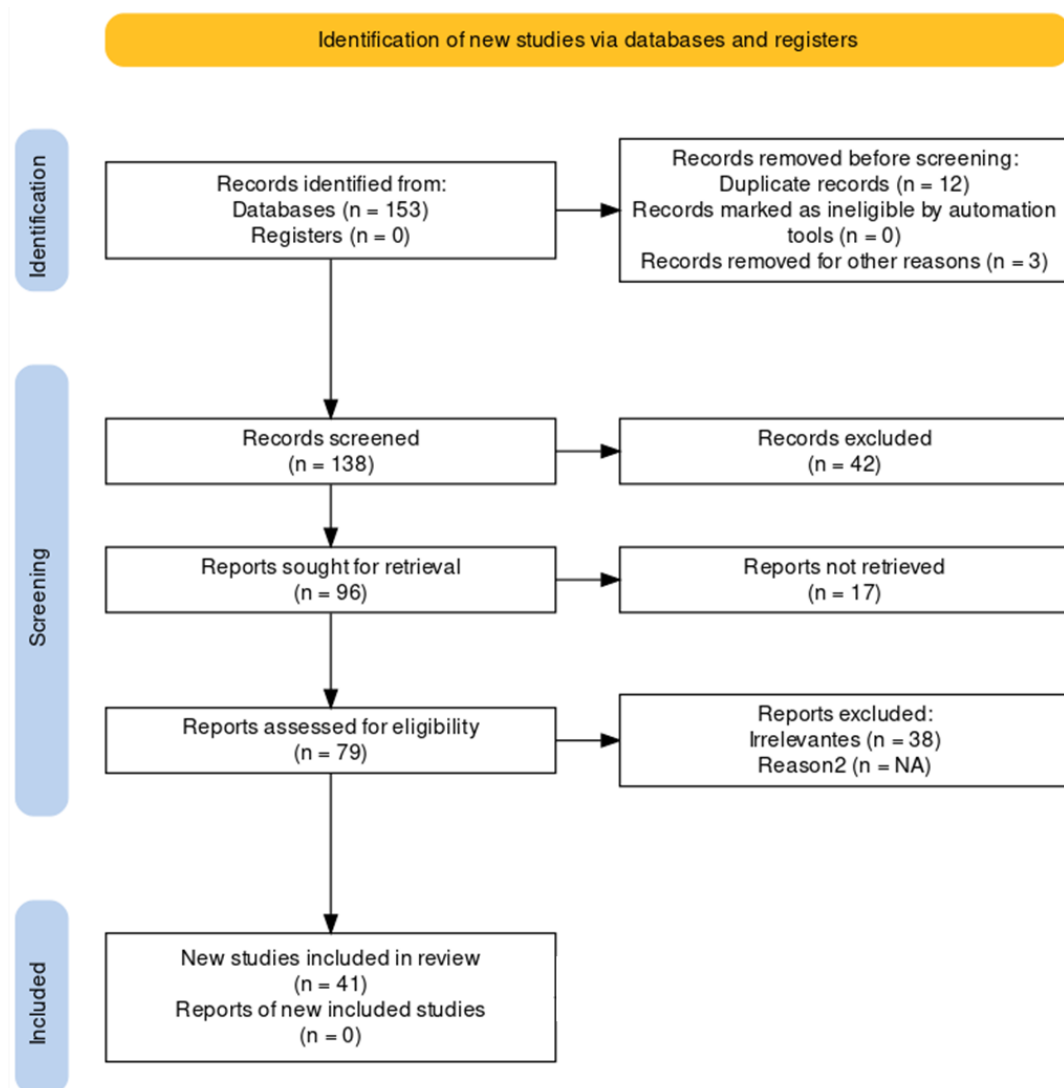 Identification of new studies via databases and registers
Identification
Records identified from:
Databases (n = 153)
Registers (n = 0)
Records removed before screening:
Duplicate records (n = 12)
Records marked as ineligible by automation
tools (n = 0)
Records removed for other reasons (n = 3)
Screening
Records screened
(n = 138)
Records excluded
(n = 42)
Reports sought for retrieval
(n = 96)
Reports not retrieved
(n = 17)
Reports assessed for eligibility
(n = 79)
Reports excluded:
Irrelevantes (n = 38)
Reason2 (n = NA)
Included
New studies included in review
(n = 41)
Reports of new included studies
(n = 0)